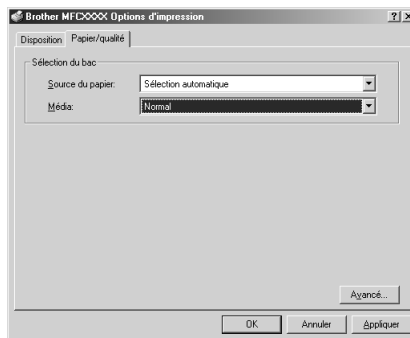 Brother MFCXXXX Options d'impression
Disposition Papier/qualité
Sélection du bac
Source du papier: Sélection automatique
Média: Normal
Avancé...
OK Annuler Appliquer